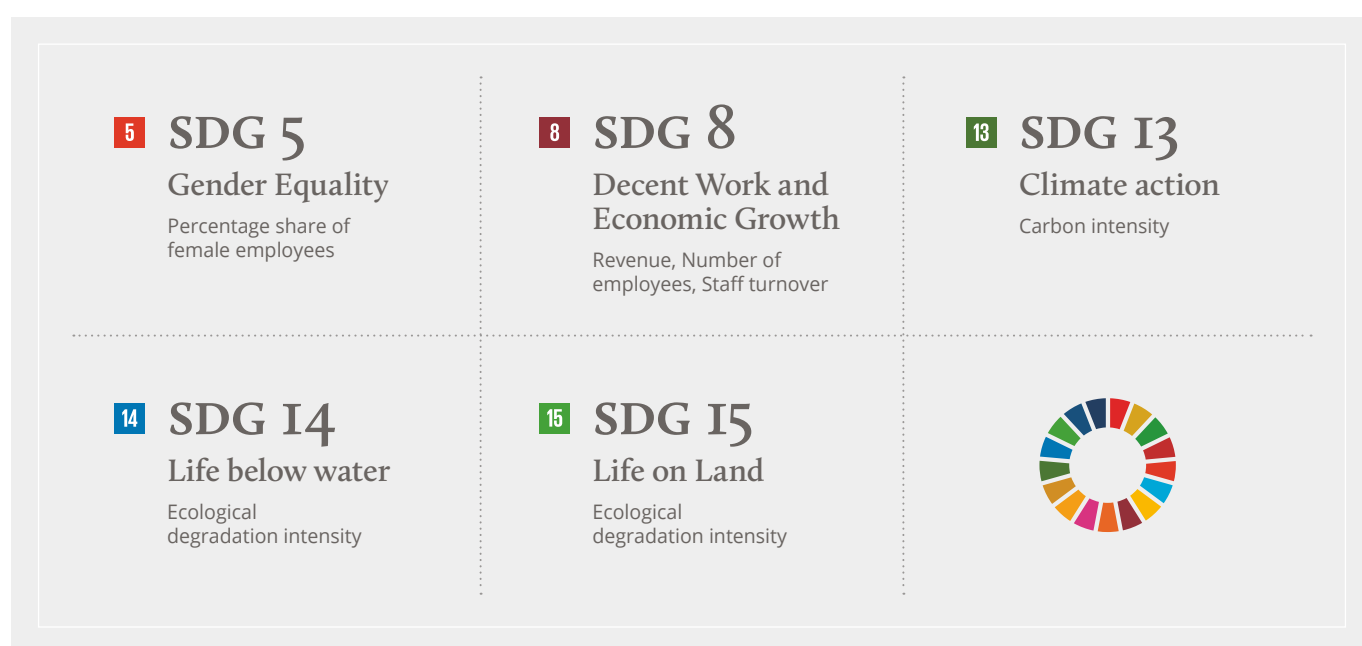 5
SDG 5
Gender Equality
Percentage share of
female employees
8
SDG 8
Decent Work and
Economic Growth
Revenue, Number of
employees, Staff turnover
13
SDG 13
Climate action
Carbon intensity
14
SDG 14
Life below water
Ecological
degradation intensity
15
SDG 15
Life on Land
Ecological
degradation intensity